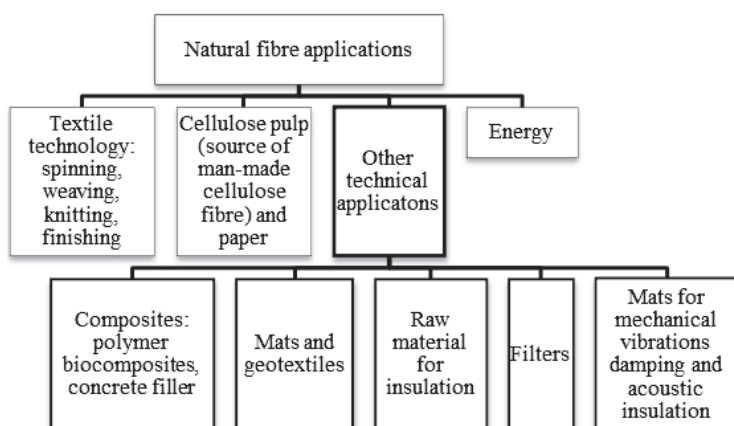 Natural fibre applications
Textile
technology:
spinning,
weaving,
knitting,
finishing
Cellulose pulp
(source of
man-made
cellulose
fibre) and
paper
Other
technical
applicatons
Energy
Composites:
polymer
biocomposites,
concrete filler
Mats and
geotextiles
Raw
material
for
insulation
Filters
Mats for
mechanical
vibrations
damping and
acoustic
insulation